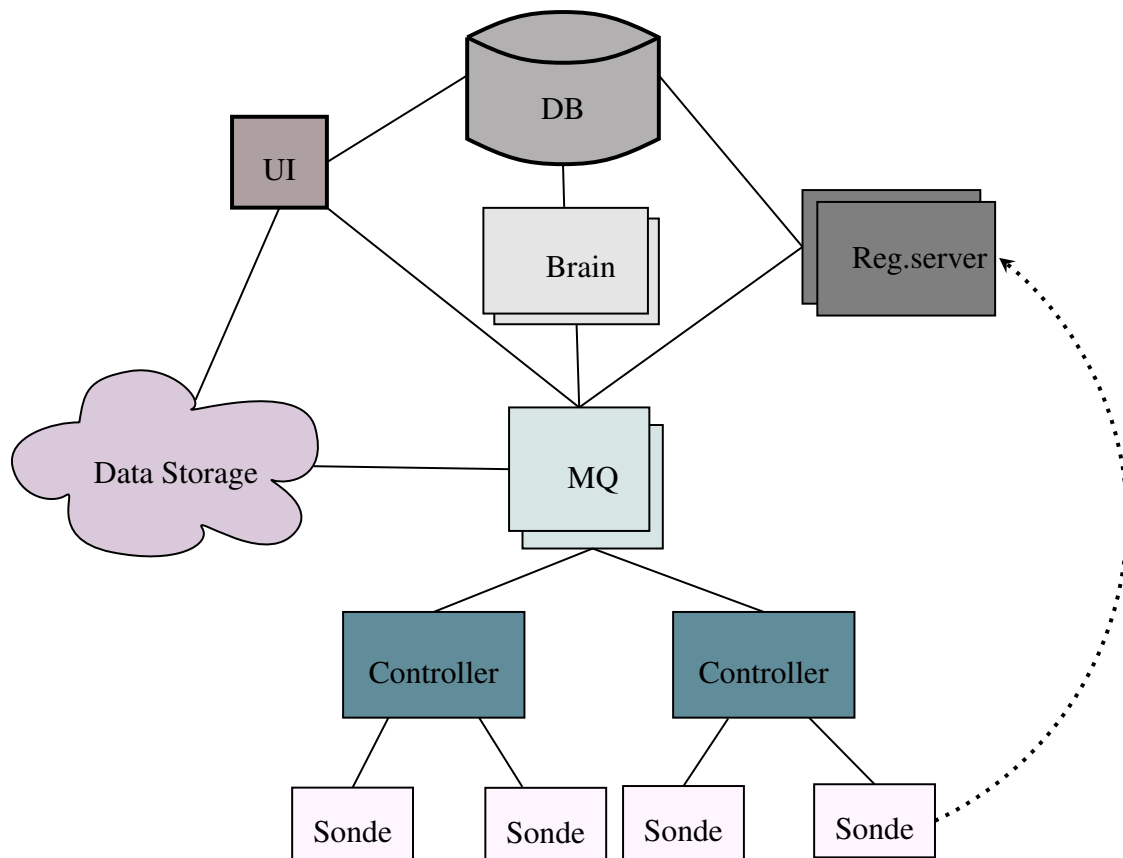 DB
UI
Brain
Reg.server
Data Storage
MQ
Controller
Controller
Sonde
Sonde
Sonde
Sonde